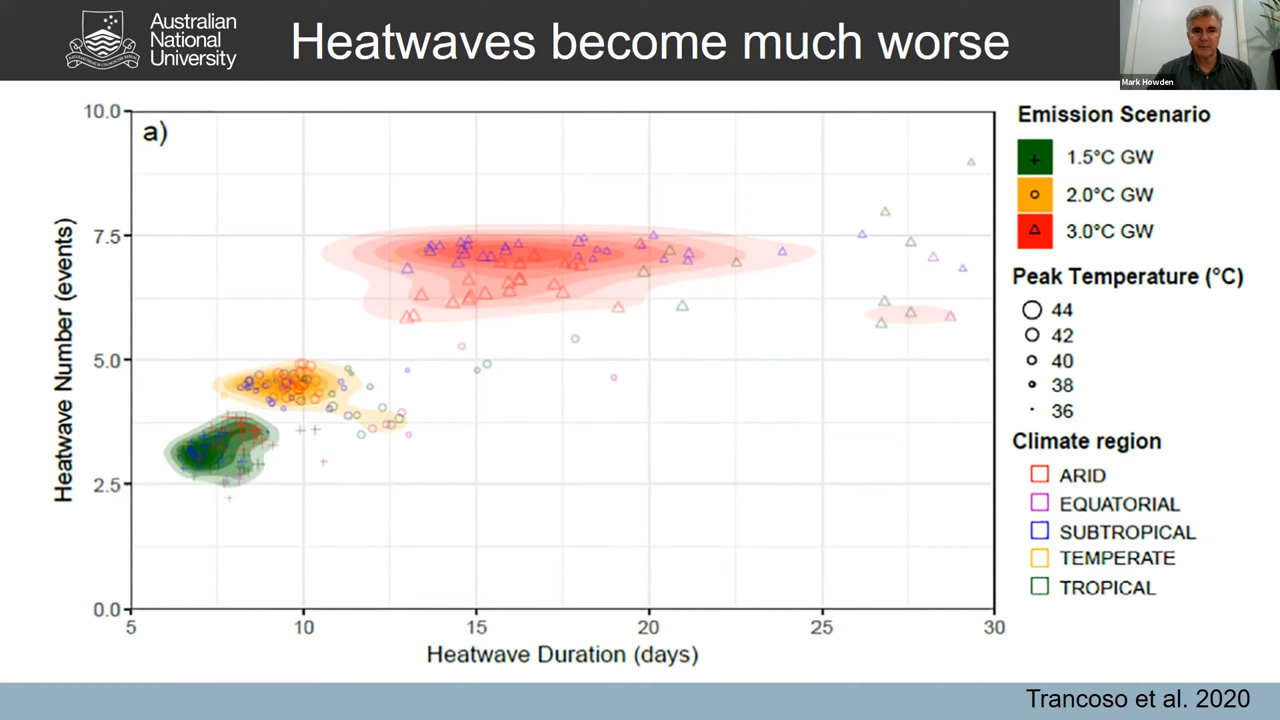 Australian
National
University
Heatwaves become much worse
Mark Howden
a)
10.0
7.5
5.0
2.5
0.0
Heatwave Number (events)
5
10
15
20
25
30
Heatwave Duration (days)
Emission Scenario
1.5°C GW
2.0°C GW
3.0°C GW
Peak Temperature (°C)
44
42
40
38
36
Climate region
ARID
EQUATORIAL
SUBTROPICAL
TEMPERATE
TROPICAL
Trancoso et al. 2020